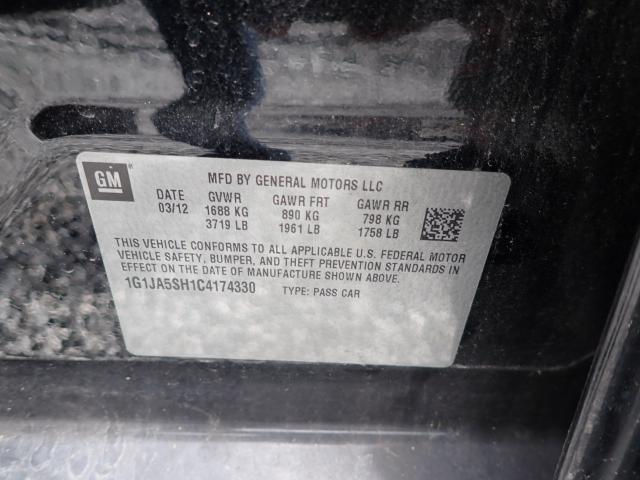 GM
MFD BY GENERAL MOTORS LLC
DATE GVWR GAWR FRT GAWR RR
03/12 1688 KG 890 KG 798 KG
3719 LB 1961 LB 1758 LB
THIS VEHICLE CONFORMS TO ALL APPLICABLE U.S. FEDERAL MOTOR
VEHICLE SAFETY, BUMPER, AND THEFT PREVENTION STANDARDS IN
EFFECT ON THE DATE OF MANUFACTURE SHOWN ABOVE.
1G1JA5SH1C4174330 TYPE: PASS CAR